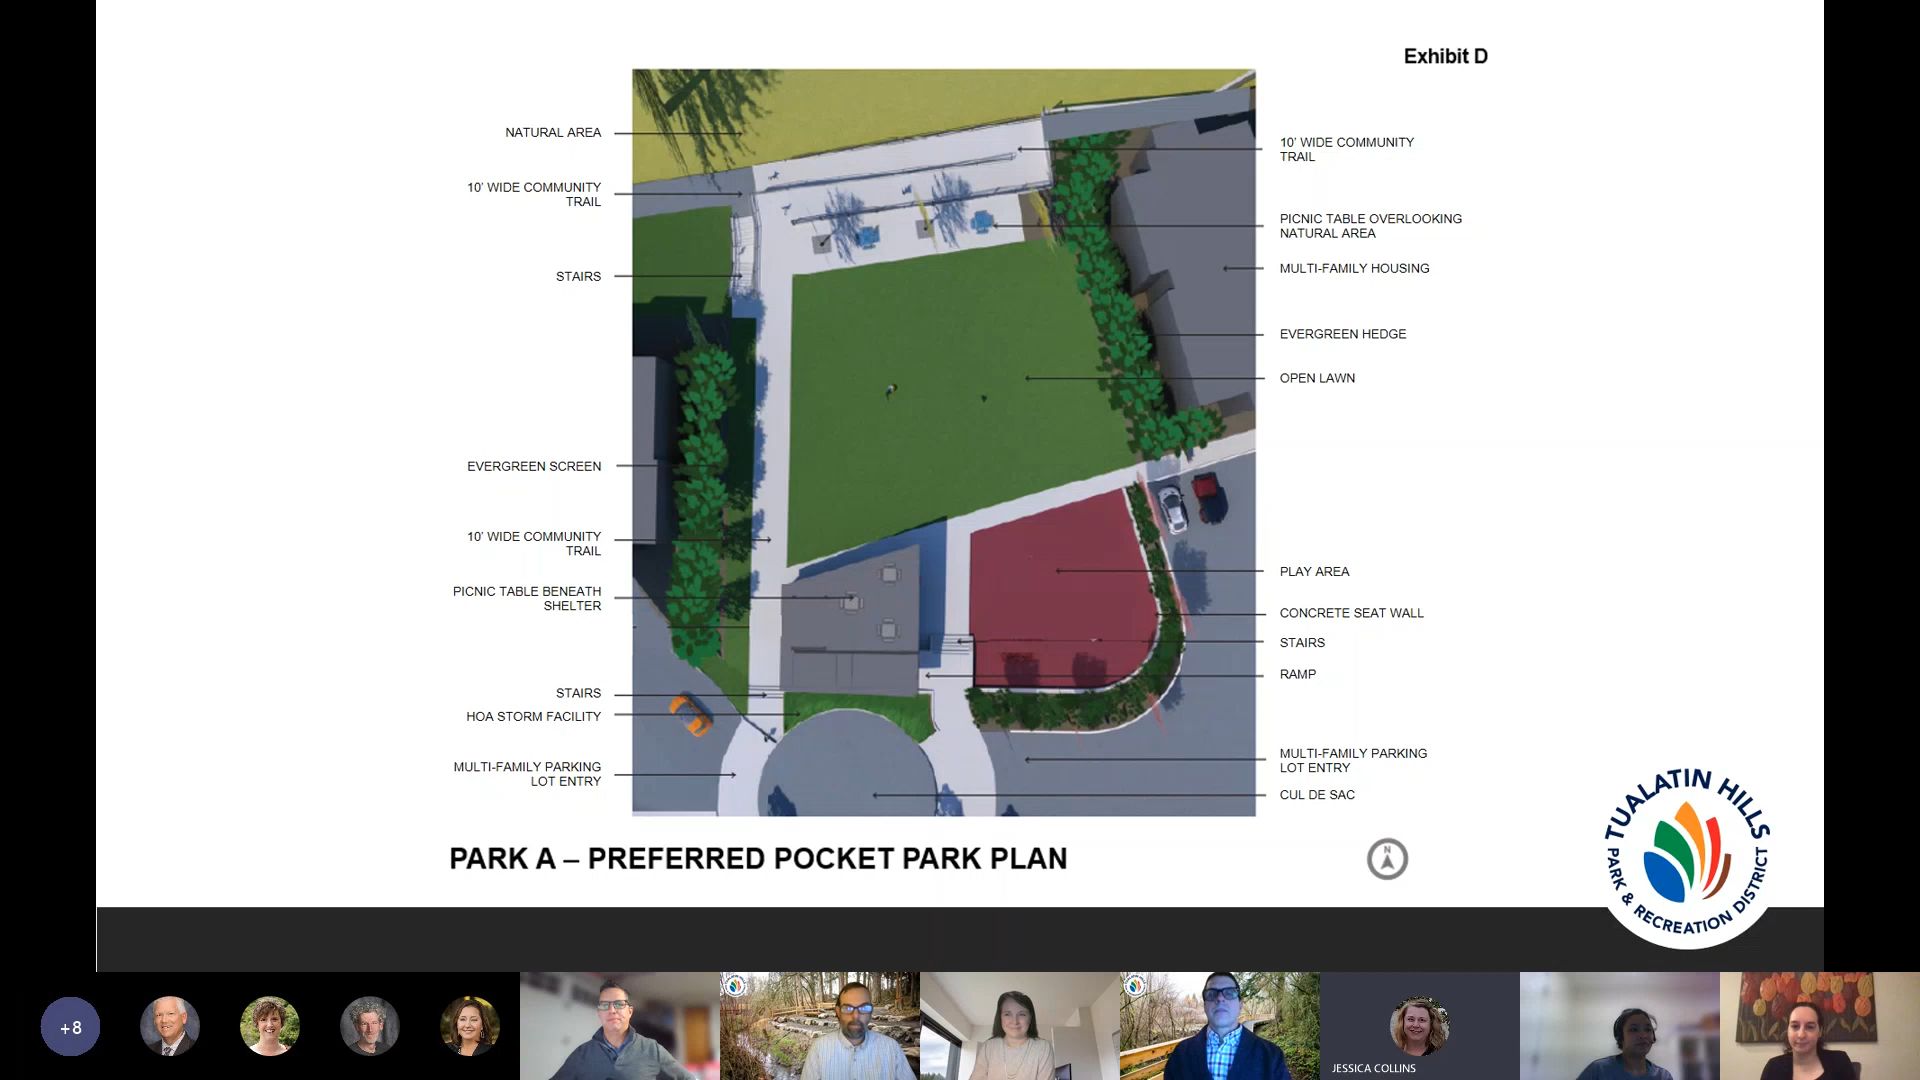 Exhibit D
NATURAL AREA
10' WIDE COMMUNITY
TRAIL
STAIRS
EVERGREEN SCREEN
10' WIDE COMMUNITY
TRAIL
PICNIC TABLE BENEATH
SHELTER
STAIRS
HOA STORM FACILITY
MULTI-FAMILY PARKING
LOT ENTRY
10' WIDE COMMUNITY
TRAIL
PICNIC TABLE OVERLOOKING
NATURAL AREA
MULTI-FAMILY HOUSING
EVERGREEN HEDGE
OPEN LAWN
PLAY AREA
CONCRETE SEAT WALL
STAIRS
RAMP
MULTI-FAMILY PARKING
LOT ENTRY
CUL DE SAC
PARK A – PREFERRED POCKET PARK PLAN
N
TUALATIN HILLS
PARK & RECREATION DISTRICT
+8
JESSICA COLLINS